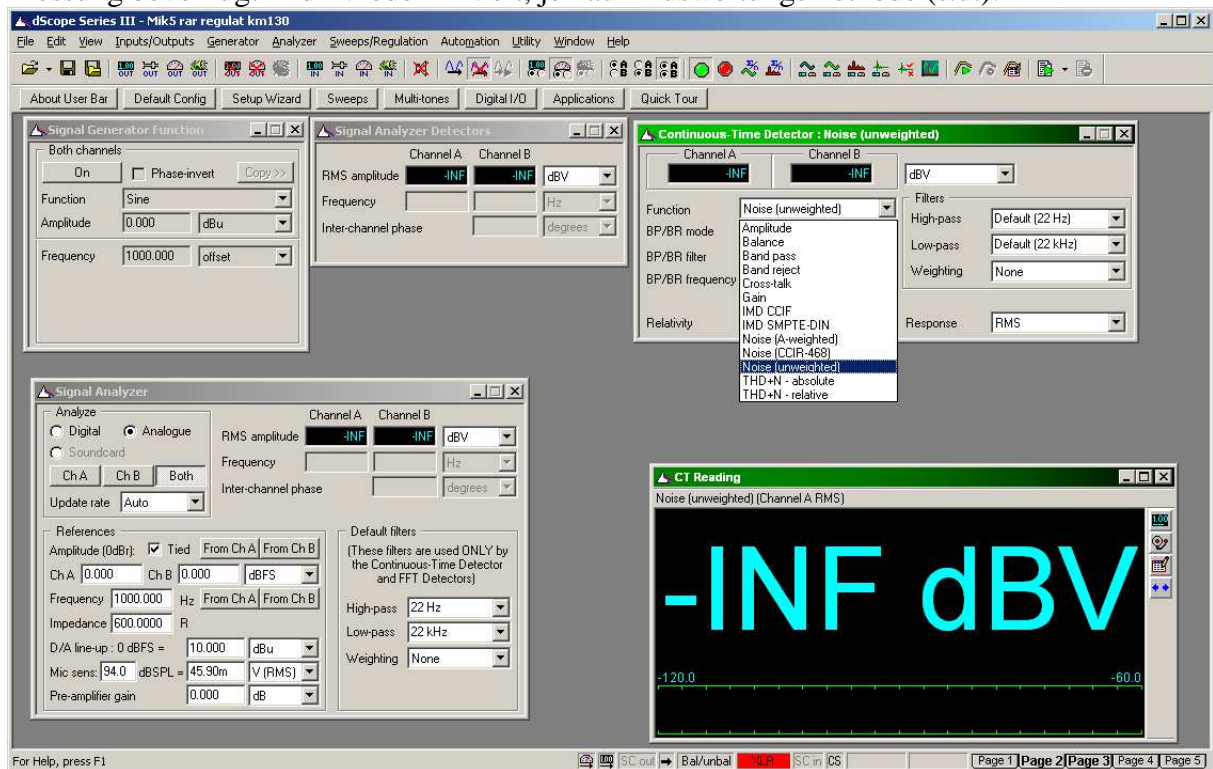 dScope Series III - Mik5 rar regulat km130
File Edit View Inputs/Outputs Generator Analyzer Sweeps/Regulation Automation Utility Window Help
About User Bar Default Config Setup Wizard Sweeps Multi-tones Digital I/O Applications Quick Tour
Signal Generator Function
Both channels
On Phase-invert Copy >>
Function Sine
Amplitude 0.000 dBu
Frequency 1000.000 offset
Signal Analyzer Detectors
Channel A Channel B
RMS amplitude -INF -INF dBV
Frequency Hz
Inter-channel phase degrees
Continuous-Time Detector : Noise (unweighted)
Channel A Channel B
-INF -INF dBV
Function Noise (unweighted)
BP/BR mode
BP/BR filter
BP/BR frequency
Relativity
Amplitude
Balance
Band pass
Band reject
Cross-talk
Gain
IMD CCIF
IMD SMPTE-DIN
Noise (A-weighted)
Noise (CCIR-468)
Noise (unweighted)
THD+N - absolute
THD+N - relative
Filters
High-pass Default (22 Hz)
Low-pass Default (22 kHz)
Weighting None
Response RMS
Signal Analyzer
Analyze
Digital Analogue
Soundcard
Ch A Ch B Both
Update rate Auto
Channel A Channel B
RMS amplitude -INF -INF dBV
Frequency Hz
Inter-channel phase degrees
References
Amplitude (0dBr): Tied From Ch A From Ch B
Ch A 0.000 Ch B 0.000 dBFS
Frequency 1000.000 Hz From Ch A From Ch B
Impedance 600.0000 R
D/A line-up : 0 dBFS = 10.000 dBu
Mic sens: 94.0 dBSPL = 45.90m V (RMS)
Pre-amplifier gain 0.000 dB
Default filters
(These filters are used ONLY by
the Continuous-Time Detector
and FFT Detectors)
High-pass 22 Hz
Low-pass 22 kHz
Weighting None
CT Reading
Noise (unweighted) (Channel A RMS)
-INF dBV
-120.0 -60.0
For Help, press F1
SC out Bal/unbal XLR SC in CS
Page 1 Page 2 Page 3 Page 4 Page 5